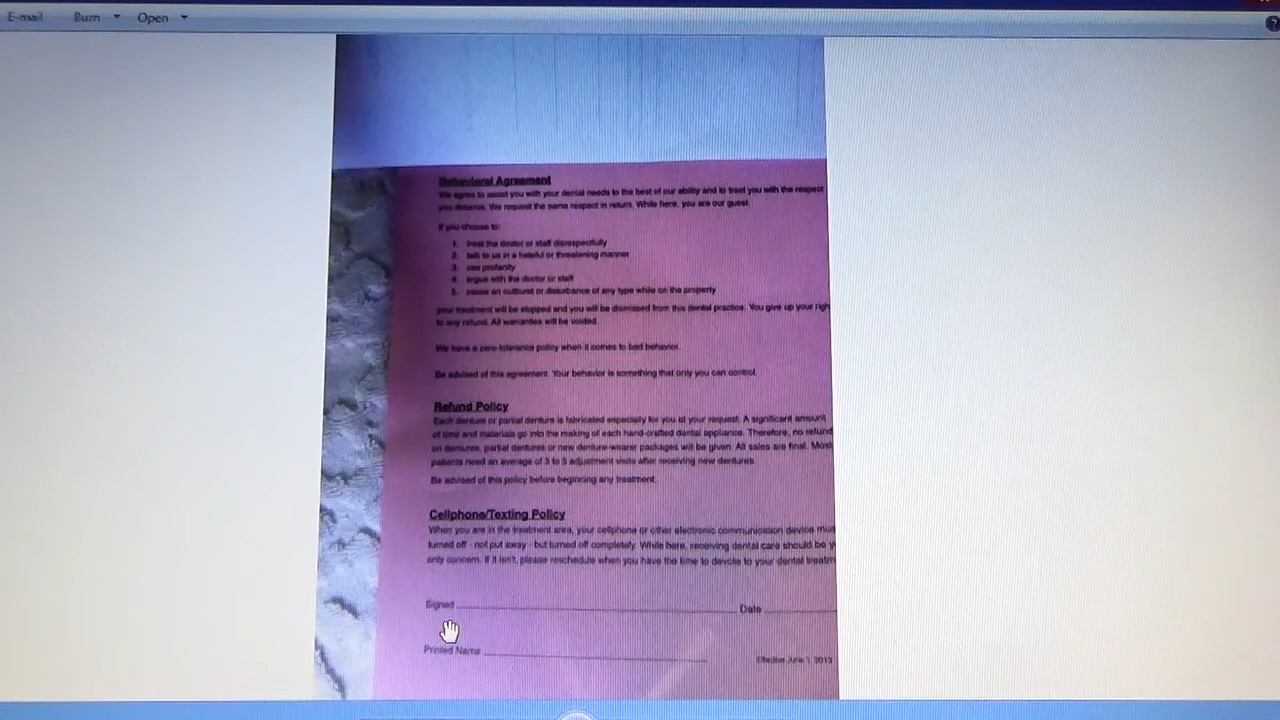 E-mail Burn Open
Behavioral Agreement
We agree to assist you with your dental needs to the best of our ability and to treat you with the respect
you deserve. We request the same respect in return. While here, you are our guest.
If you choose to:
1. treat the doctor or staff disrespectfully
2. talk to us in a hateful or threatening manner
3. use profanity
4. argue with the doctor or staff
5. cause an outburst or disturbance of any type while on the property
your treatment will be stopped and you will be dismissed from this dental practice. You give up your righ
to any refund. All warranties will be voided.
We have a zero-tolerance policy when it comes to bad behavior.
Be advised of this agreement. Your behavior is something that only you can control.
Refund Policy
Each denture or partial denture is fabricated especially for you at your request. A significant amount
of time and materials go into the making of each hand-crafted dental appliance. Therefore, no refund
on dentures, partial dentures or new denture-wearer packages will be given. All sales are final. Most
patients need an average of 3 to 5 adjustment visits after receiving new dentures.
Be advised of this policy before beginning any treatment.
Cellphone/Texting Policy
When you are in the treatment area, your cellphone or other electronic communication device mus
turned off - not put away - but turned off completely. While here, receiving dental care should be y
only concern. If it isn't, please reschedule when you have the time to devote to your dental treatm
Signed Date
Printed Name
Effective June 1, 2013